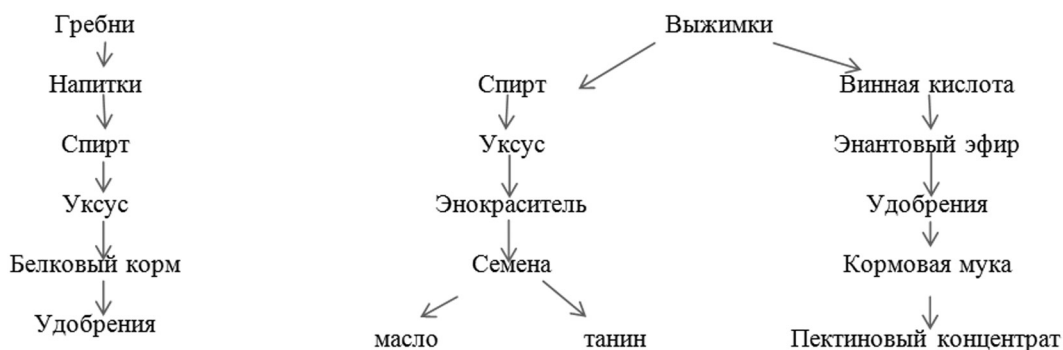 Гребни
Выжимки
Напитки
Спирт
Винная кислота
Спирт
Уксус
Энантовый эфир
Уксус
Энокраситель
Удобрения
Белковый корм
Семена
Кормовая мука
Удобрения
масло
танин
Пектиновый концентрат